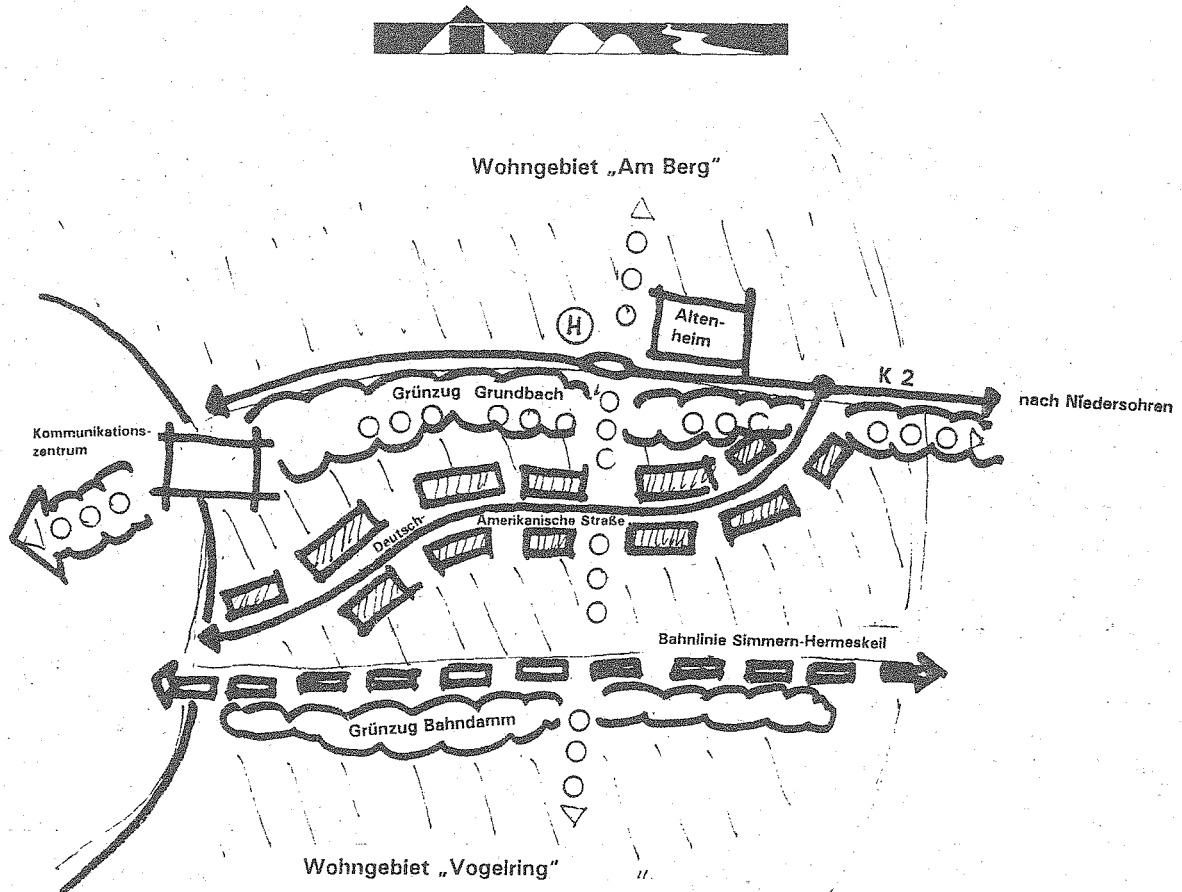 Wohngebiet „Am Berg"
H
Alten-
heim
K 2
nach Niedersohren
Grünzug Grundbach
Kommunikations-
zentrum
Deutsch-
Amerikanische Straße
Bahnlinie Simmern-Hermeskeil
Grünzug Bahndamm
Wohngebiet „Vogelring"